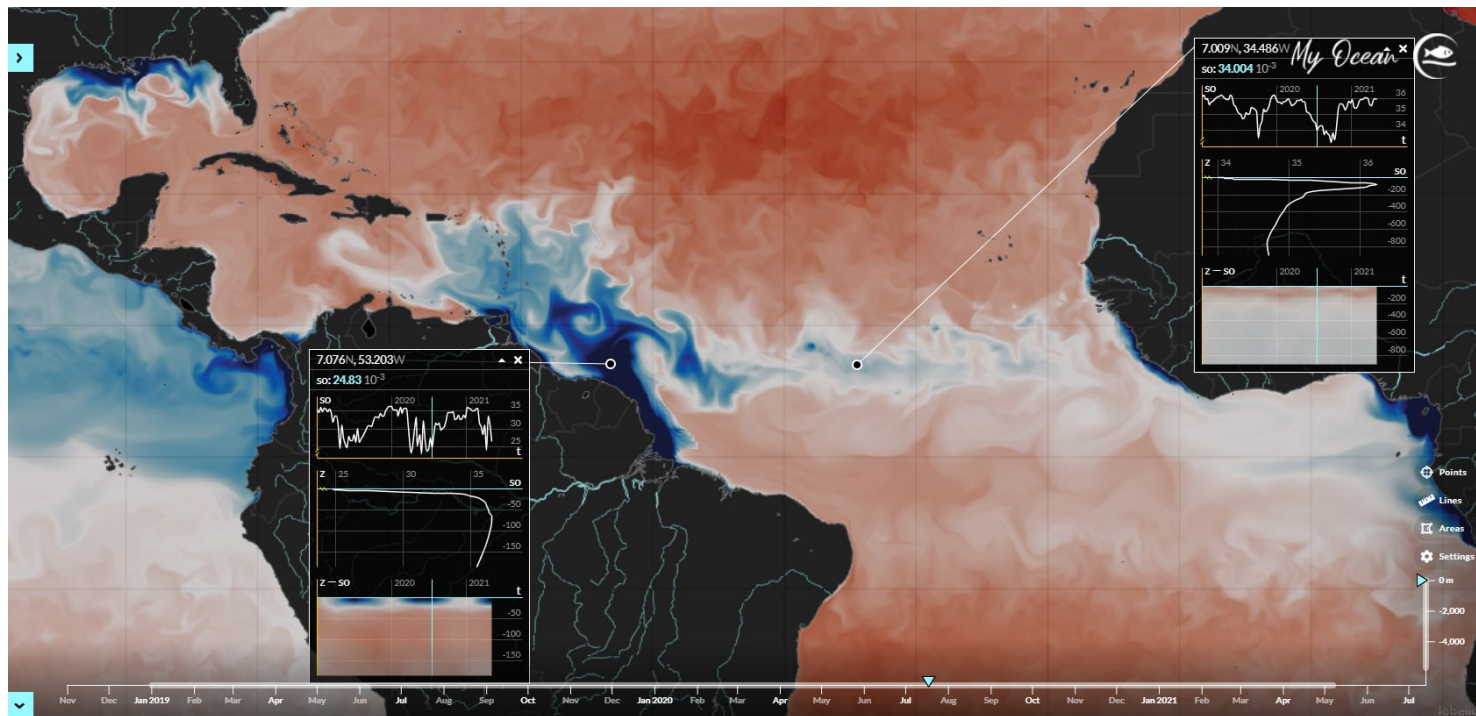 7.009N, 34.486W
My Ocean
so: 34.004 10-3
so 2020 2021 36
35
34
t
z 34 35 36
so
-200
-400
-600
-800
z — so 2020 2021
t
-200
-400
-600
-800
7.076N, 53.203W
so: 24.83 10-3
so 2020 2021 35
30
25
t
z 25 30 35
so
-50
-100
-150
z — so 2020 2021
t
-50
-100
-150
Points
Lines
Areas
Settings
0 m
-2,000
-4,000
Nov Dec Jan 2019 Feb Mar Apr May Jun Jul Aug Sep Oct Nov Dec Jan 2020 Feb Mar Apr May Jun Jul Aug Sep Oct Nov Dec Jan 2021 Feb Mar Apr May Jun Jul